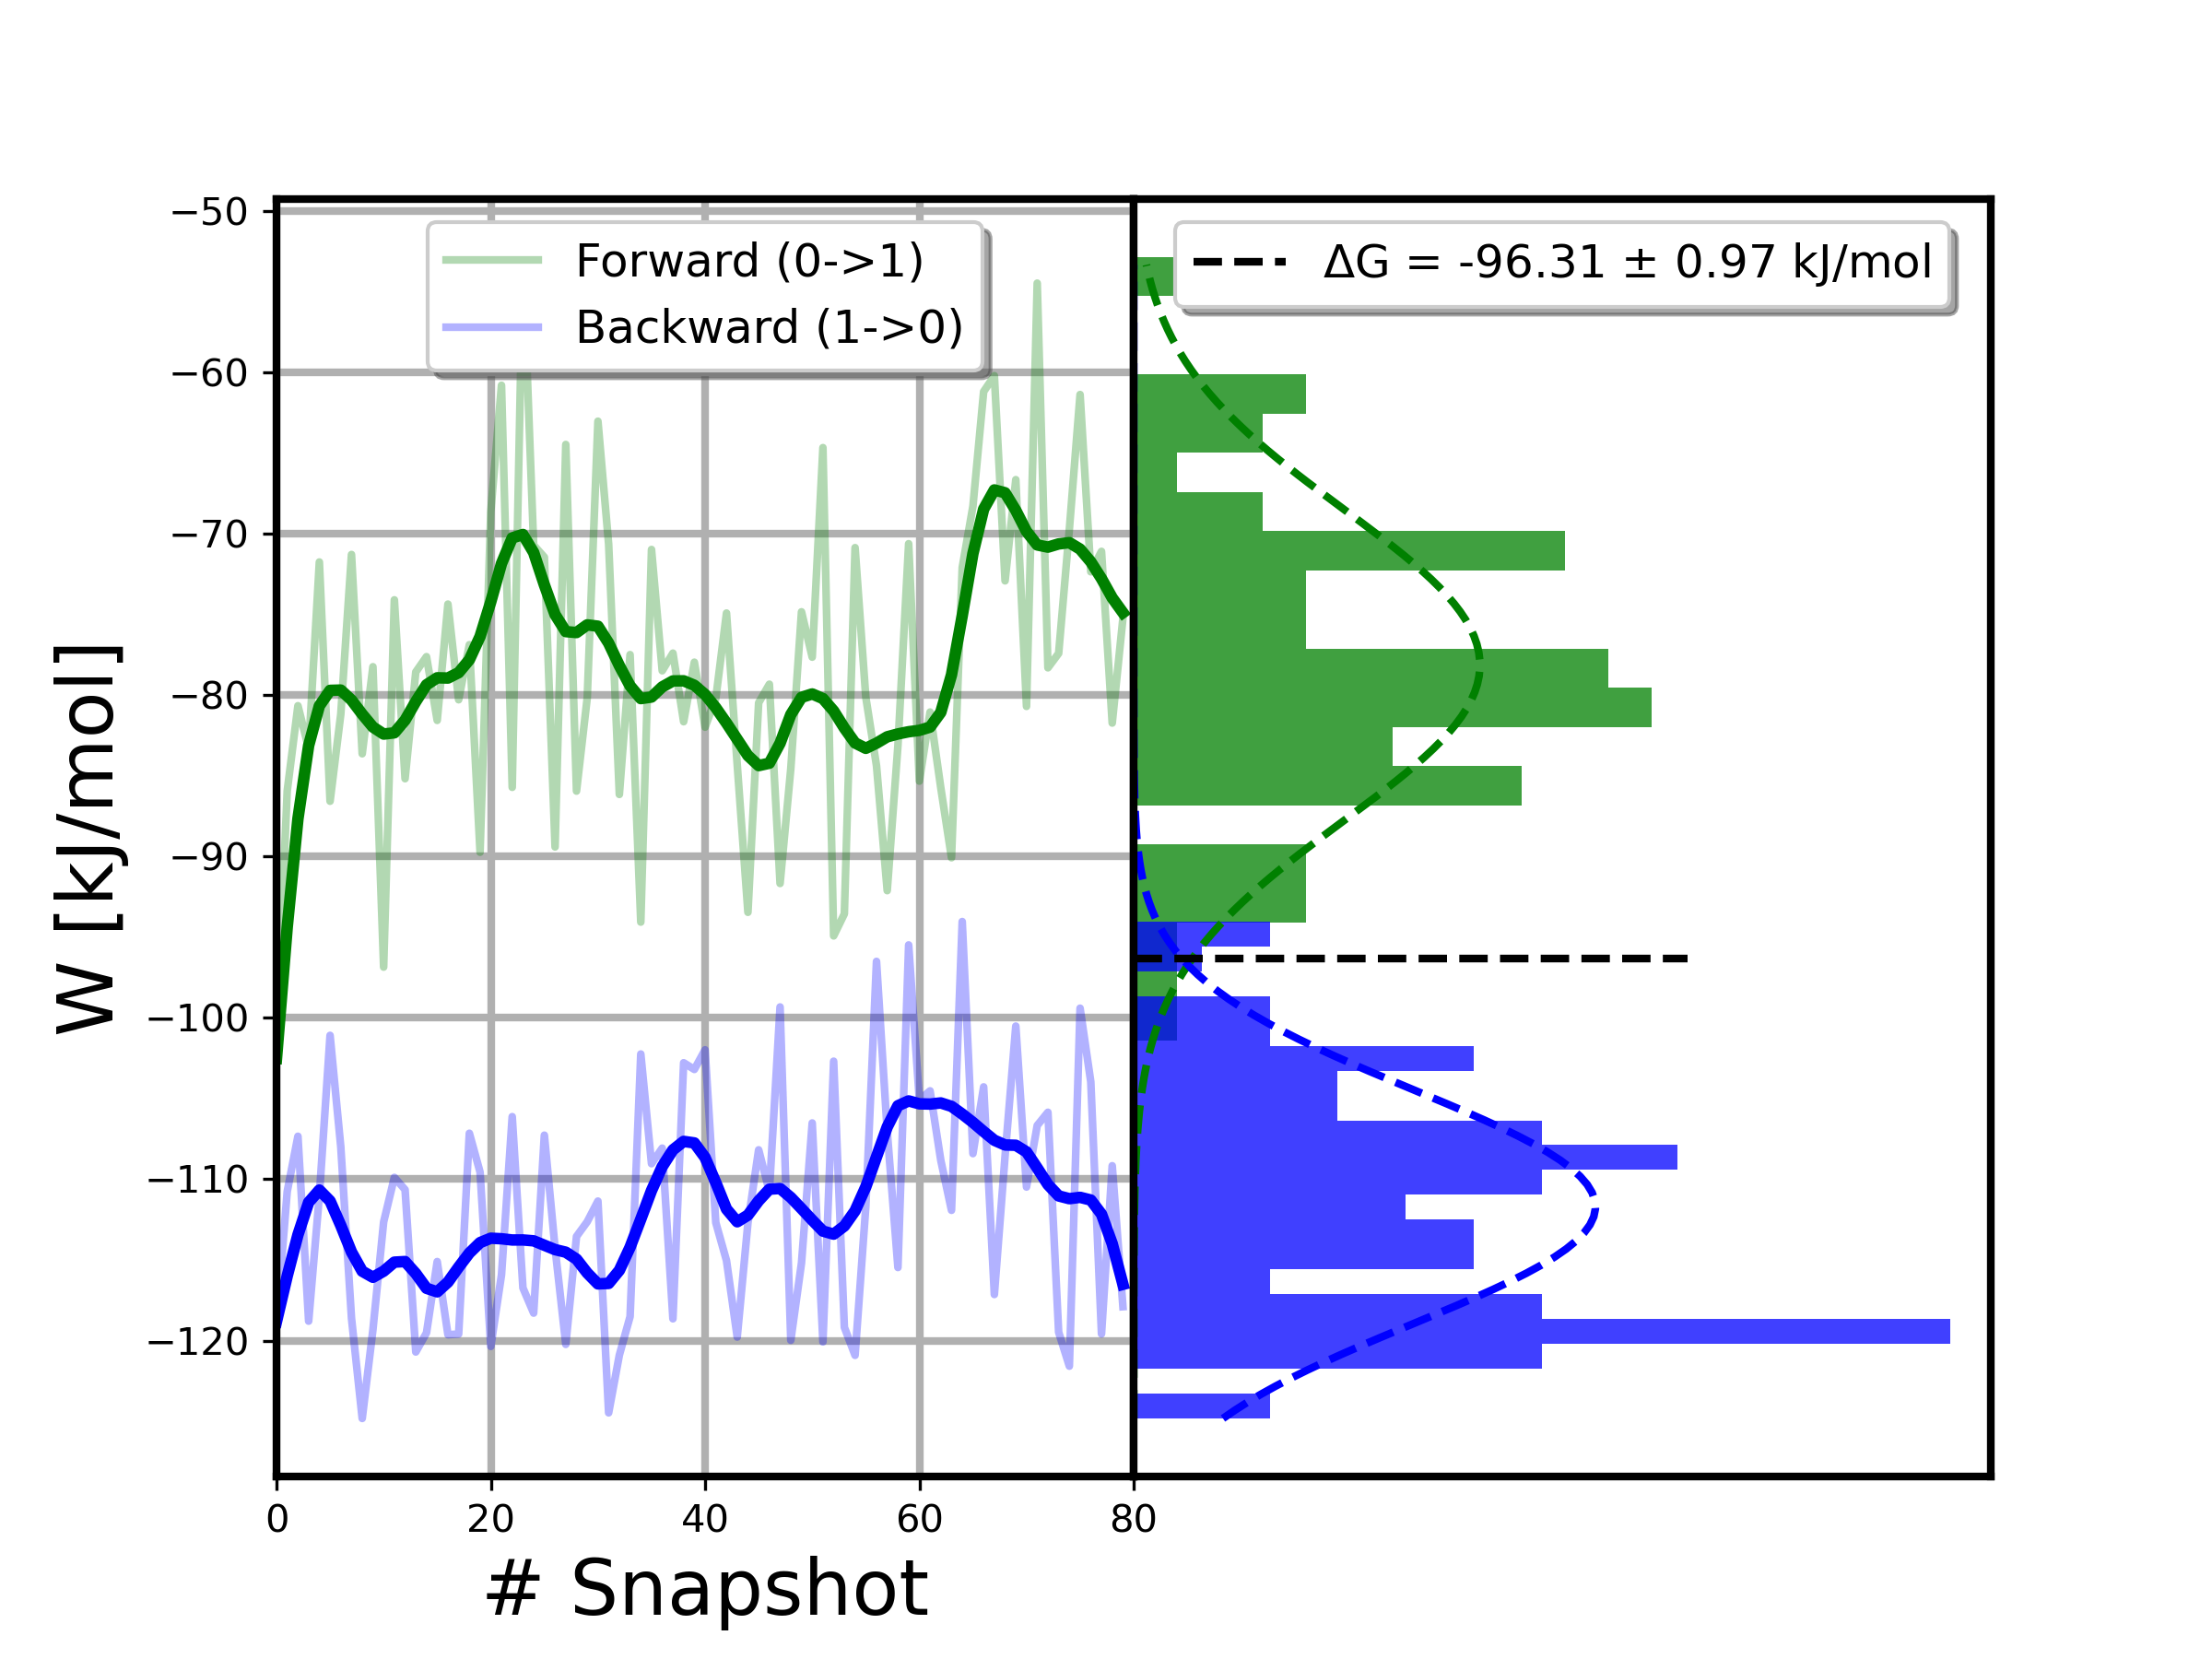 −50
−60
−70
−80
−90
−100
−110
−120
W [kJ/mol]
Forward (0->1)
Backward (1->0)
ΔG = -96.31 ± 0.97 kJ/mol
0 20 40 60 80
# Snapshot